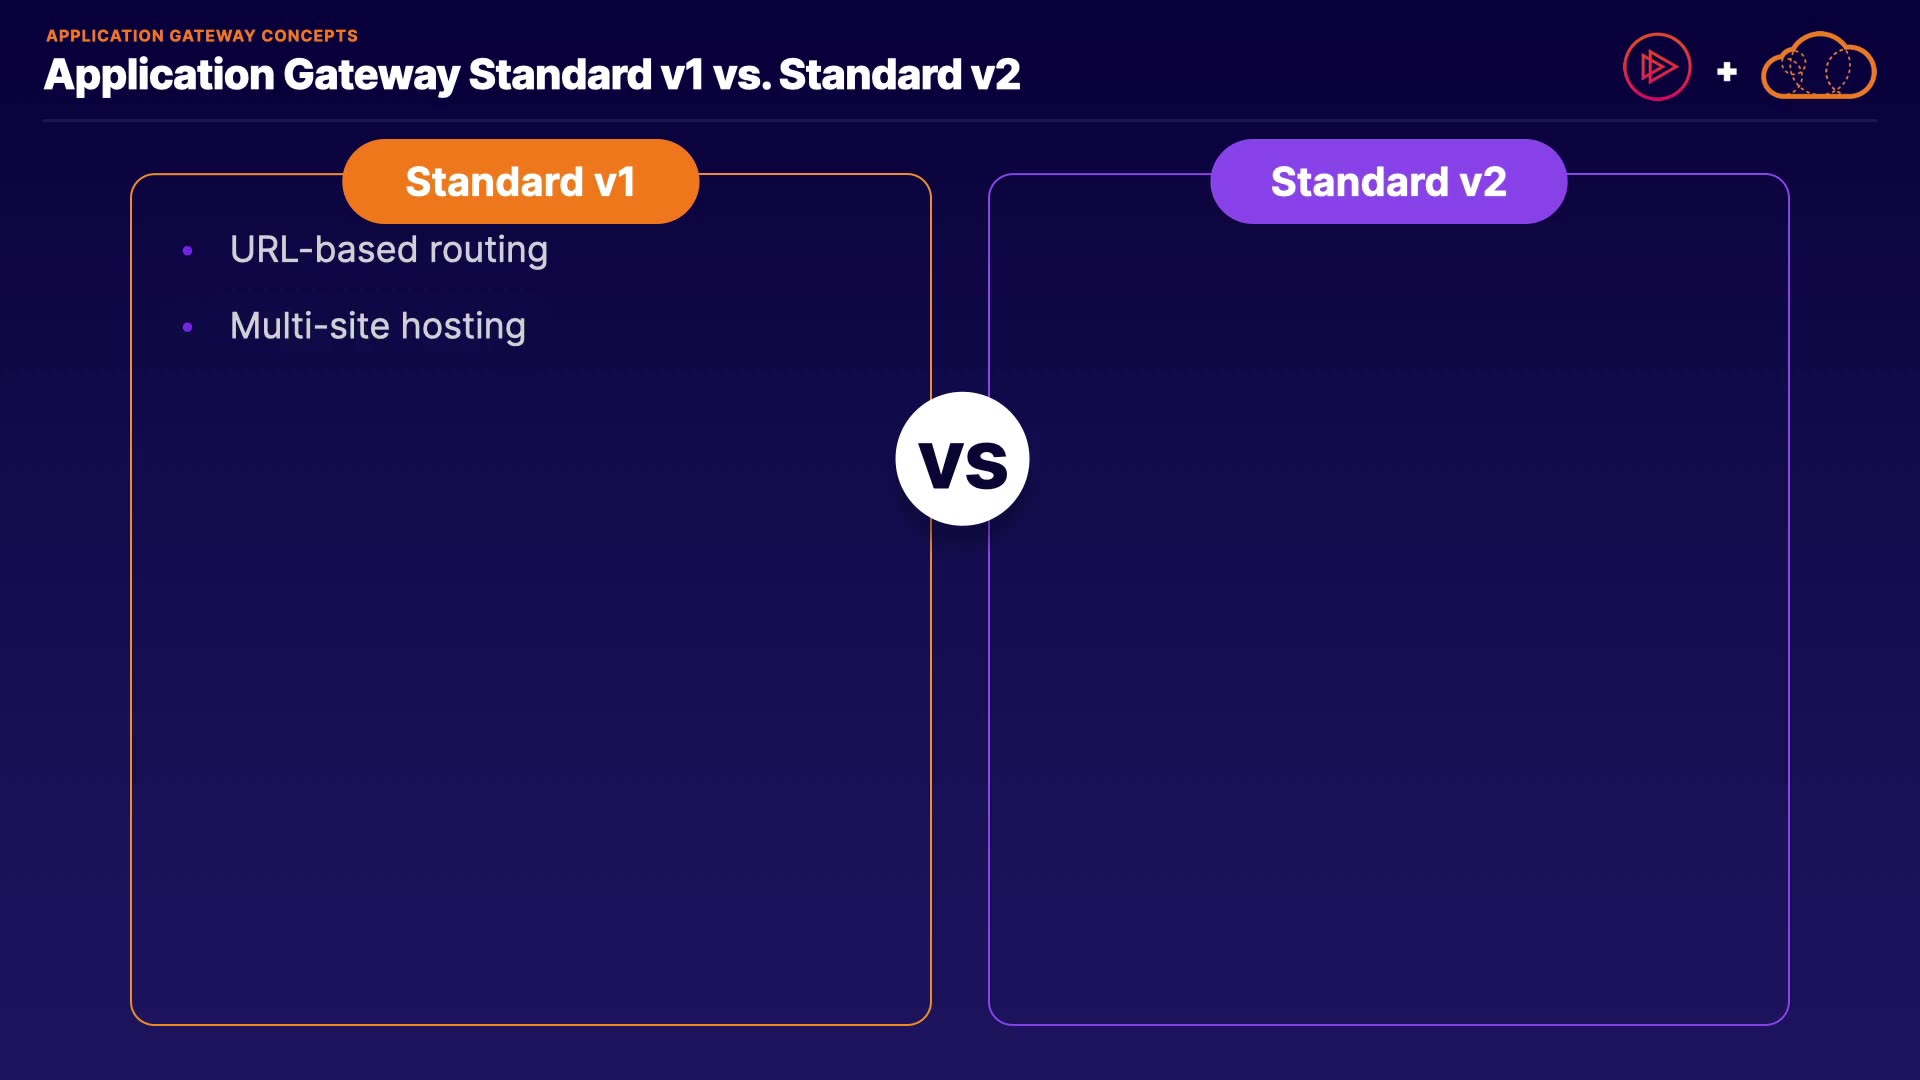 APPLICATION GATEWAY CONCEPTS
Application Gateway Standard v1 vs. Standard v2
Standard v1
• URL-based routing
• Multi-site hosting
VS
Standard v2